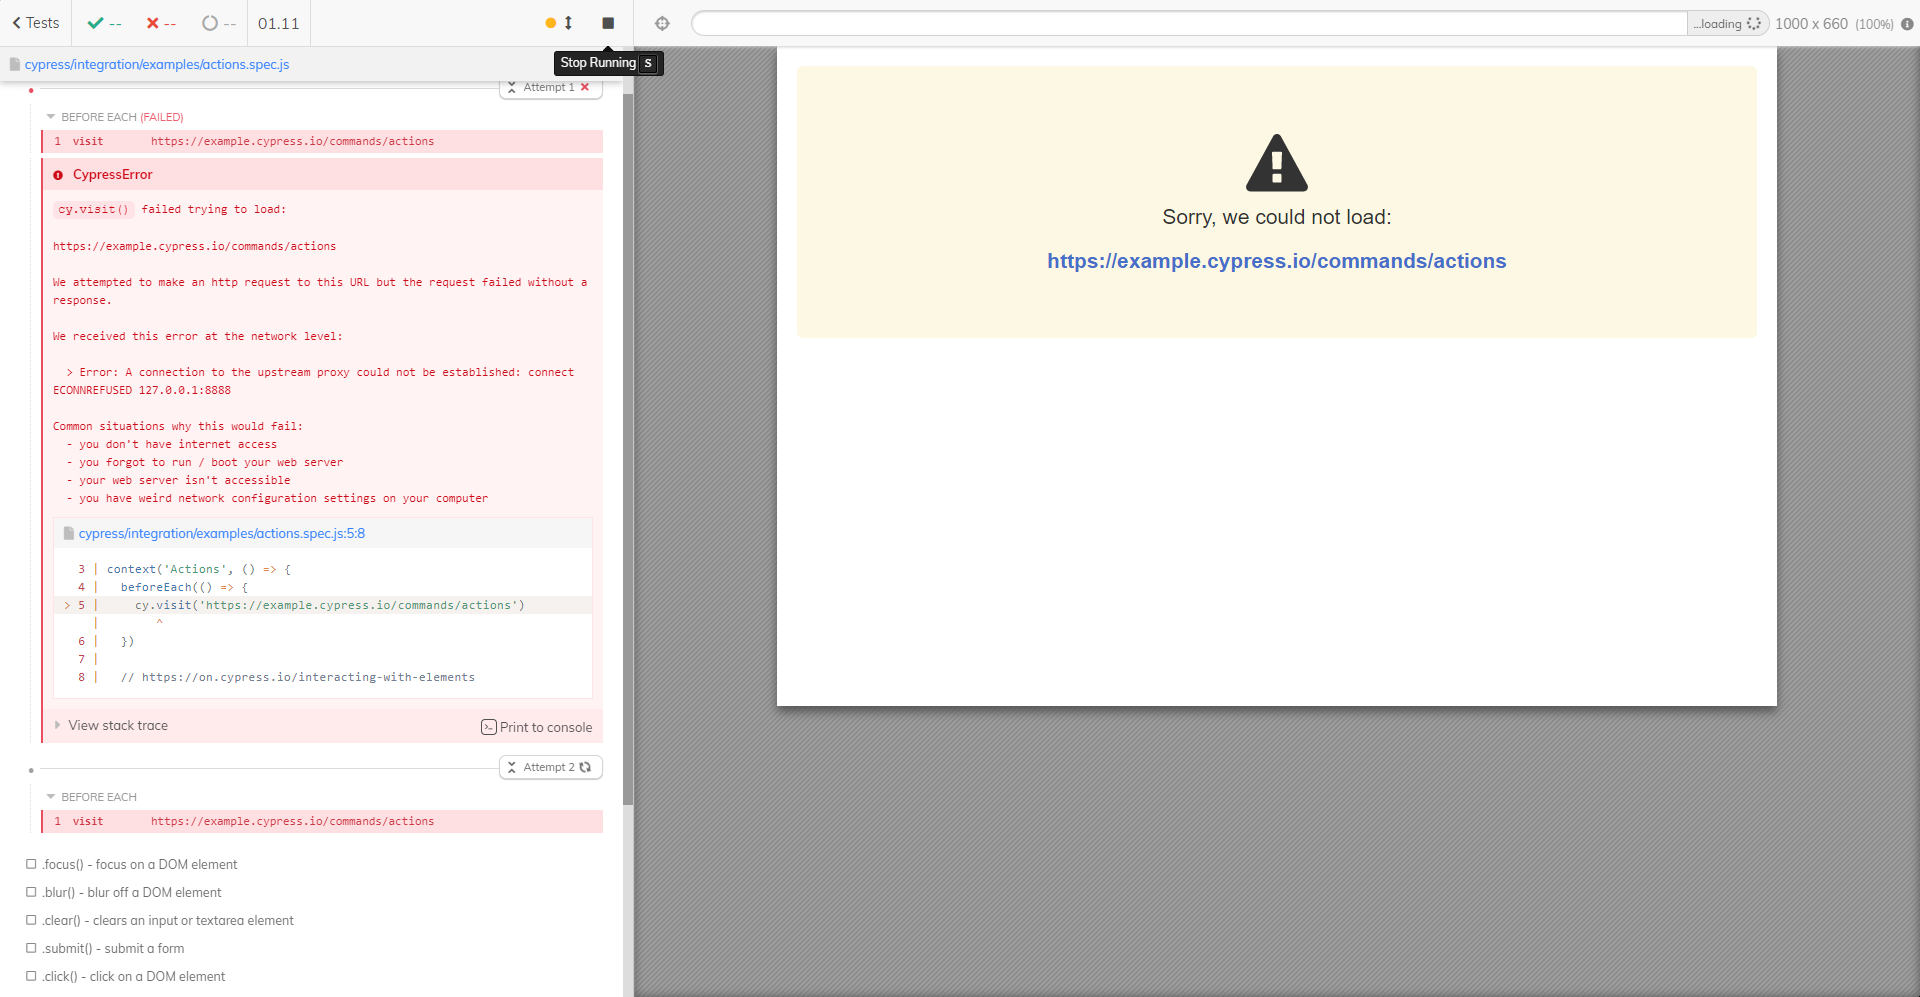 Tests
--
--
--
01.11
...loading
1000 x 660 (100%)
cypress/integration/examples/actions.spec.js
Stop Running S
Attempt 1
BEFORE EACH (FAILED)
1 visit https://example.cypress.io/commands/actions
CypressError
cy.visit() failed trying to load:
https://example.cypress.io/commands/actions
We attempted to make an http request to this URL but the request failed without a
response.
We received this error at the network level:
> Error: A connection to the upstream proxy could not be established: connect
ECONNREFUSED 127.0.0.1:8888
Common situations why this would fail:
- you don't have internet access
- you forgot to run / boot your web server
- your web server isn't accessible
- you have weird network configuration settings on your computer
cypress/integration/examples/actions.spec.js:5:8
3 | context('Actions', () => {
4 | beforeEach(() => {
> 5 | cy.visit('https://example.cypress.io/commands/actions')
| ^
6 | })
7 |
8 | // https://on.cypress.io/interacting-with-elements
View stack trace
Print to console
Attempt 2
BEFORE EACH
1 visit https://example.cypress.io/commands/actions
.focus() - focus on a DOM element
.blur() - blur off a DOM element
.clear() - clears an input or textarea element
.submit() - submit a form
.click() - click on a DOM element
Sorry, we could not load:
https://example.cypress.io/commands/actions